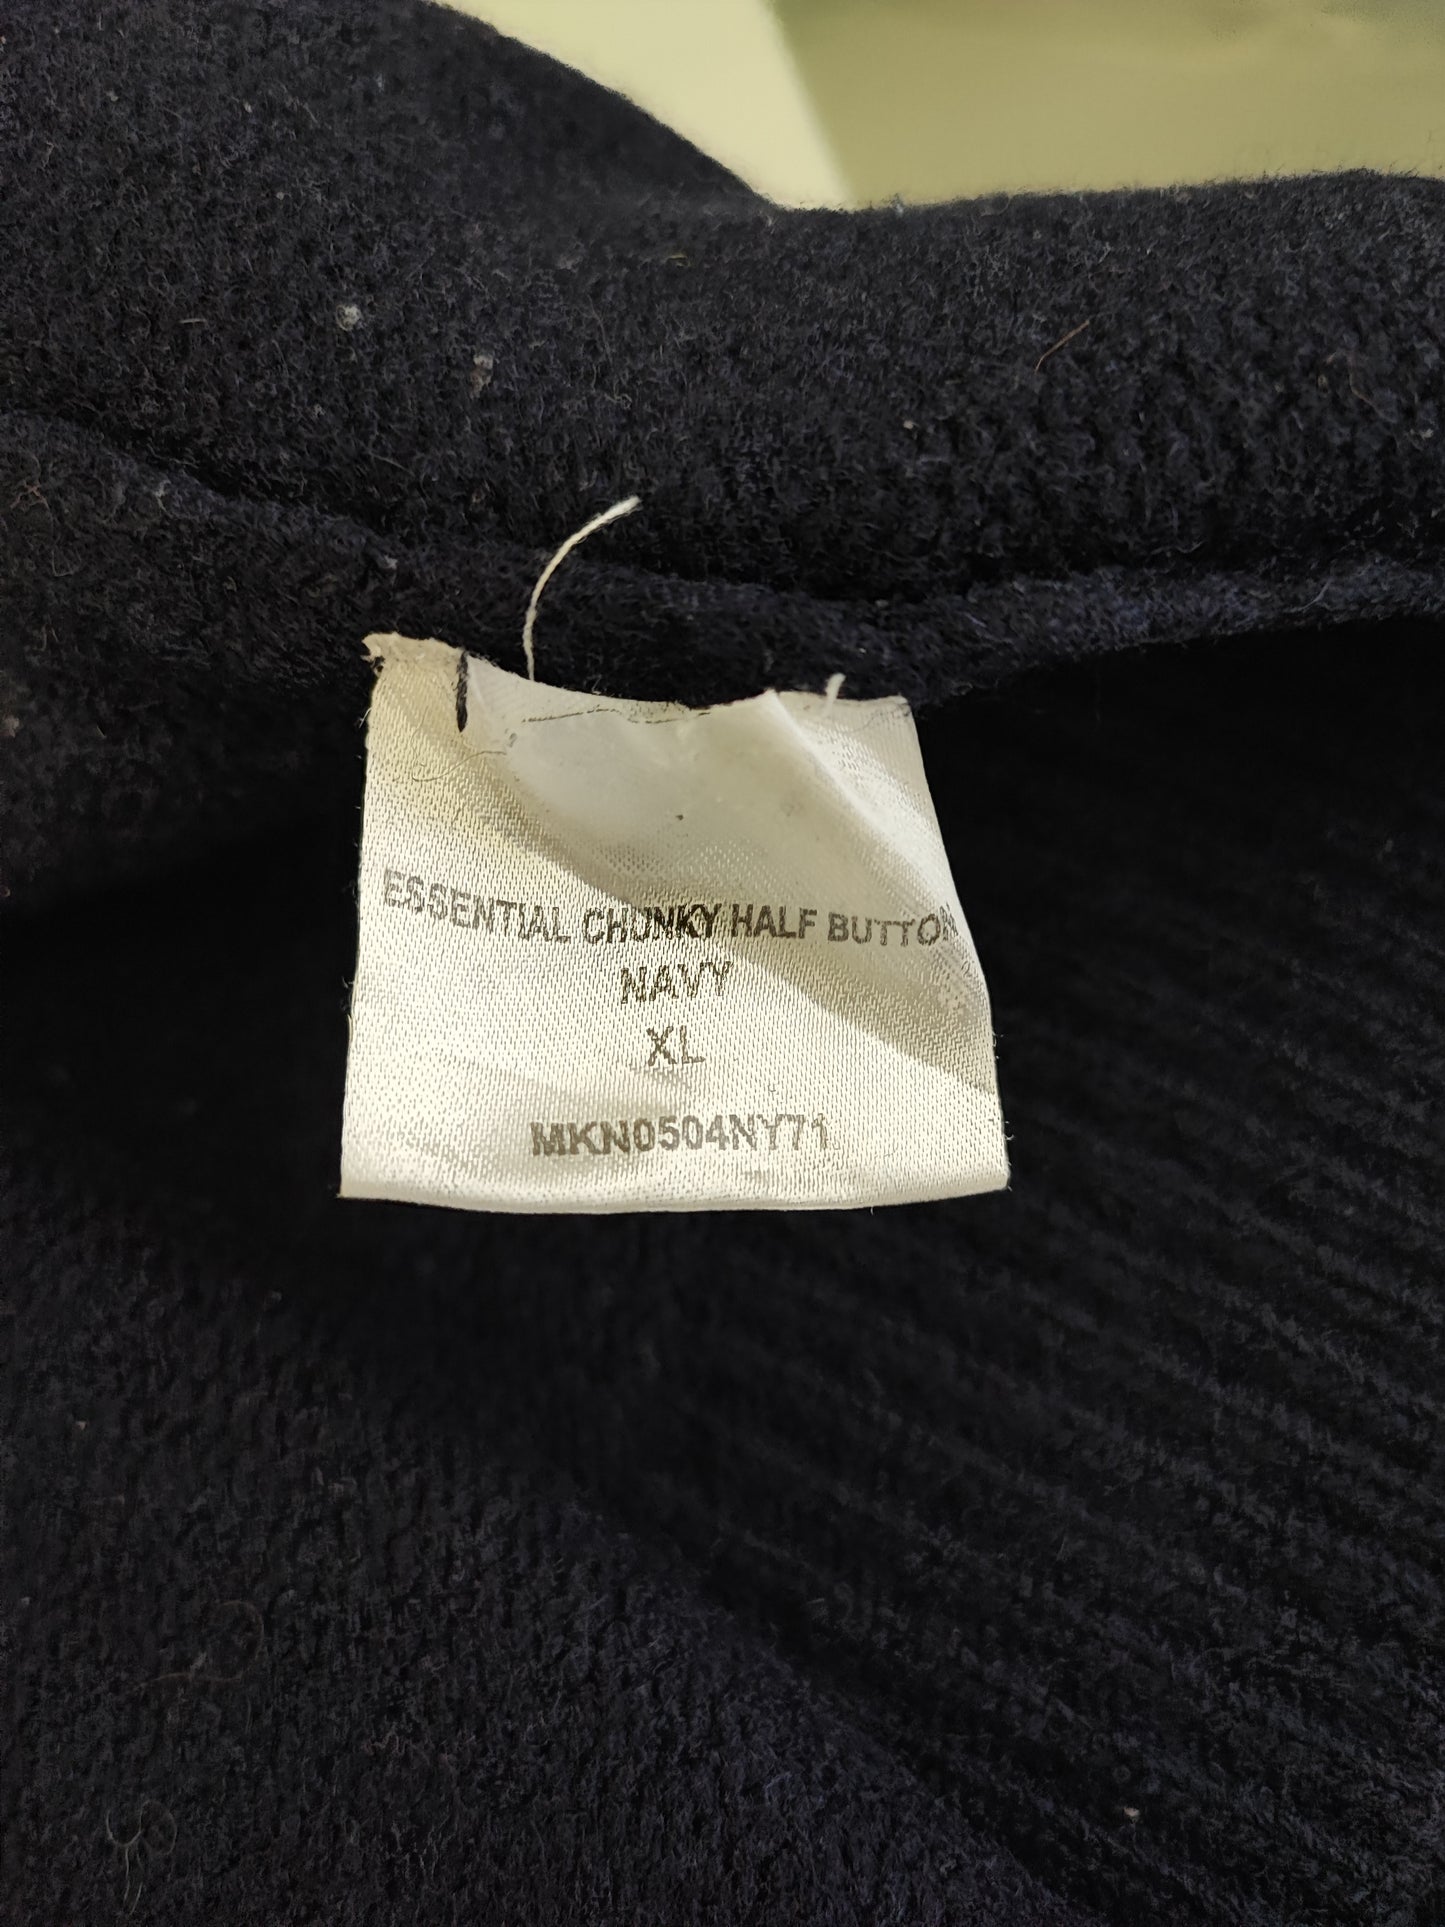 ESSENTIAL CHUNKY HALF BUTTON
NAVY
XL
MKN0504NY71